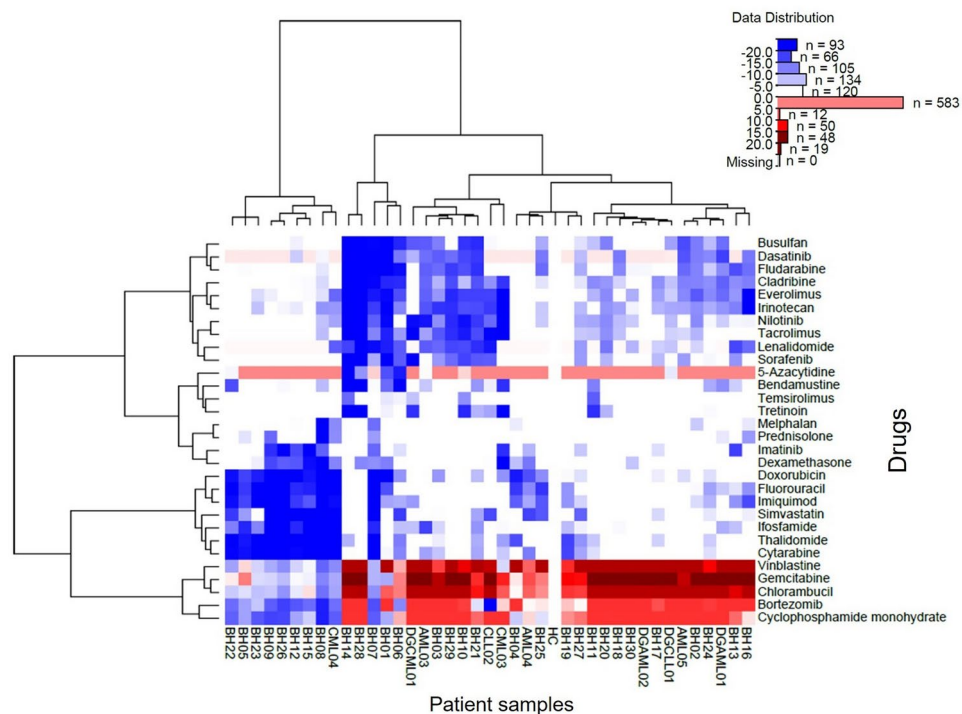 Data Distribution
n = 93
-20.0
n = 66
-15.0
n = 105
-10.0
n = 134
-5.0
n = 120
0.0
n = 583
10.0
n = 12
15.0
n = 50
20.0
n = 48
n = 19
Missing
n = 0
Busulfan
Dasatinib
Fludarabine
Cladribine
Everolimus
Irinotecan
Nilotinib
Tacrolimus
Lenalidomide
Sorafenib
5-Azacytidine
Bendamustine
Temsirolimus
Tretinoin
Melphalan
Prednisolone
Imatinib
Dexamethasone
Doxorubicin
Fluorouracil
Imiquimod
Simvastatin
Ifosfamide
Thalidomide
Cytarabine
Vinblastine
Gemcitabine
Chlorambucil
Bortezomib
Cyclophosphamide monohydrate
Drugs
BH22
BH05
BH23
BH09
BH26
BH12
BH15
BH08
CML04
BH14
BH28
BH07
BH01
BH06
DGCML01
AML03
BH03
BH29
BH10
BH21
CLL02
CML03
BH04
AML04
BH25
HC
BH19
BH27
BH11
BH20
BH18
BH30
DGAML02
BH17
DGCLL01
AML05
BH02
BH24
DGAML01
BH13
BH16
Patient samples